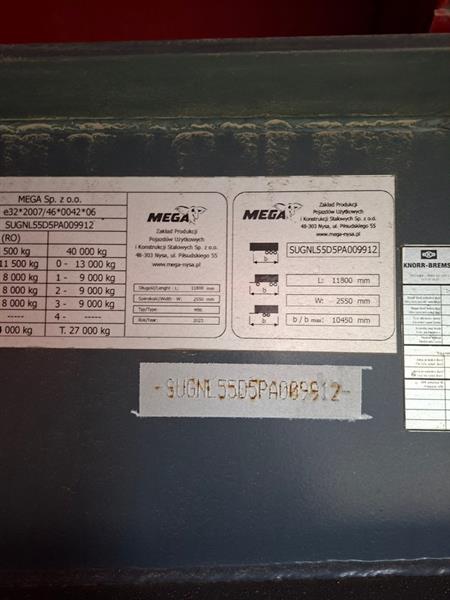 MEGA Sp. z o.o.
e32*2007/46*0042*06
SUGNL55D5PA009912
(RO)
500 kg 40 000 kg
11 500 kg 0 - 13 000 kg
8 000 kg 1 - 9 000 kg
8 000 kg 2 - 9 000 kg
8 000 kg 3 - 9 000 kg
----- 4 - -----
000 kg T. 27 000 kg
MEGA
Zakład Produkcji
Pojazdów Użytkowych
i Konstrukcji Stalowych Sp. z o.o.
48-303 Nysa, ul. Piłsudskiego 55
www.mega-nysa.pl
Długość/Lenght - L: 11800 mm
Szerokość/Width - W: 2550 mm
Typ/Type:
Rok/Year: 2023
MEGA
Zakład Produkcji
Pojazdów Użytkowych
i Konstrukcji Stalowych Sp. z o.o.
48-303 Nysa, ul. Piłsudskiego 55
www.mega-nysa.pl
SUGNL55D5PA009912
L: 11800 mm
W: 2550 mm
b / b max: 10450 mm
b
b
b
KNORR-BREMS
-SUGNL55D5PA009912-